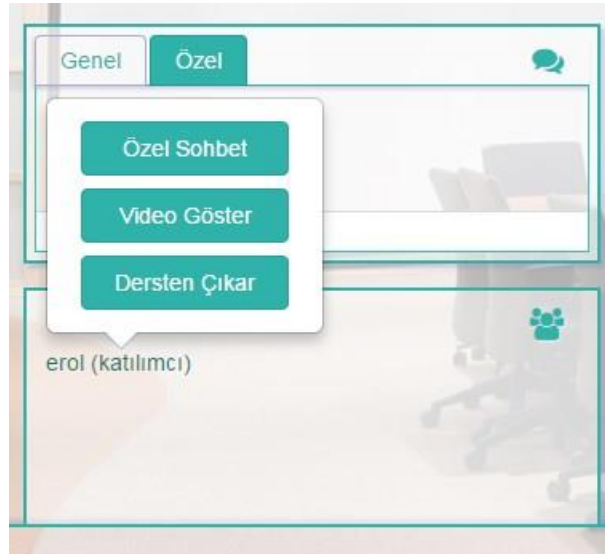 Genel Özel
Özel Sohbet
Video Göster
Dersten Çıkar
erol (katılımcı)